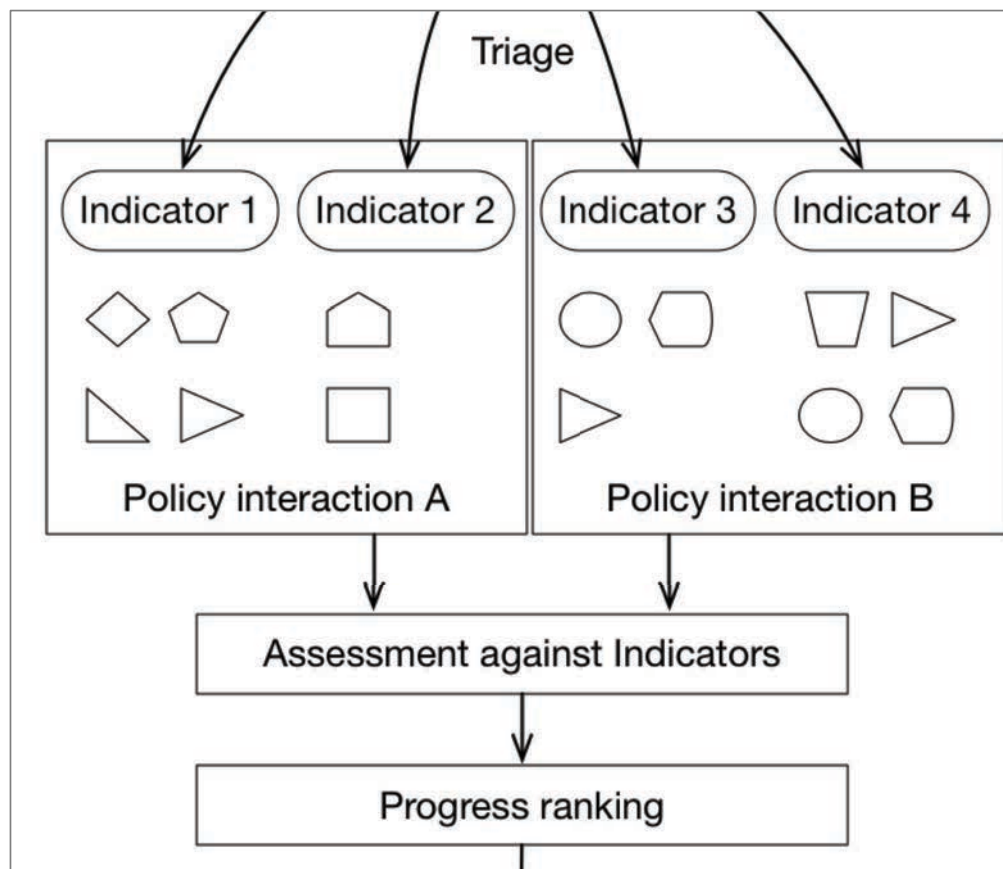 Triage
Indicator 1
Indicator 2
Indicator 3
Indicator 4
Policy interaction A
Policy interaction B
Assessment against Indicators
Progress ranking